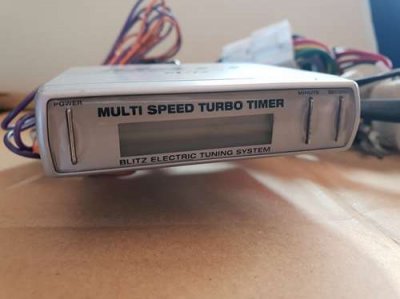 POWER
MULTI SPEED TURBO TIMER
MINUTE
BLITZ ELECTRIC TUNING SYSTEM